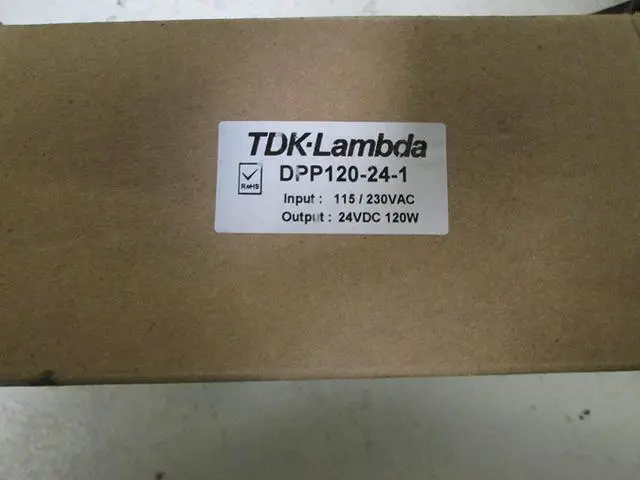 TDK·Lambda
DPP120-24-1
RoHS
Input : 115 / 230VAC
Output : 24VDC 120W